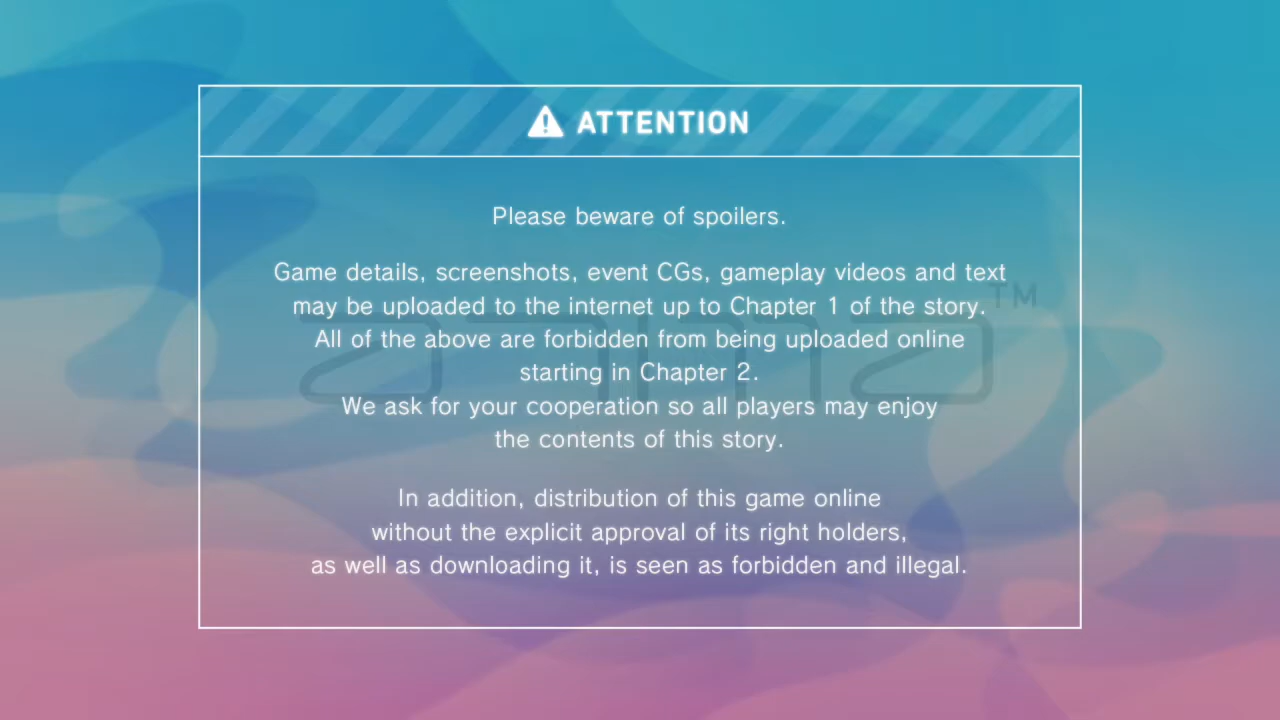 ATTENTION
Please beware of spoilers.
Game details, screenshots, event CGs, gameplay videos and text
may be uploaded to the internet up to Chapter 1 of the story.
All of the above are forbidden from being uploaded online
starting in Chapter 2.
We ask for your cooperation so all players may enjoy
the contents of this story.
In addition, distribution of this game online
without the explicit approval of its right holders,
as well as downloading it, is seen as forbidden and illegal.
TM